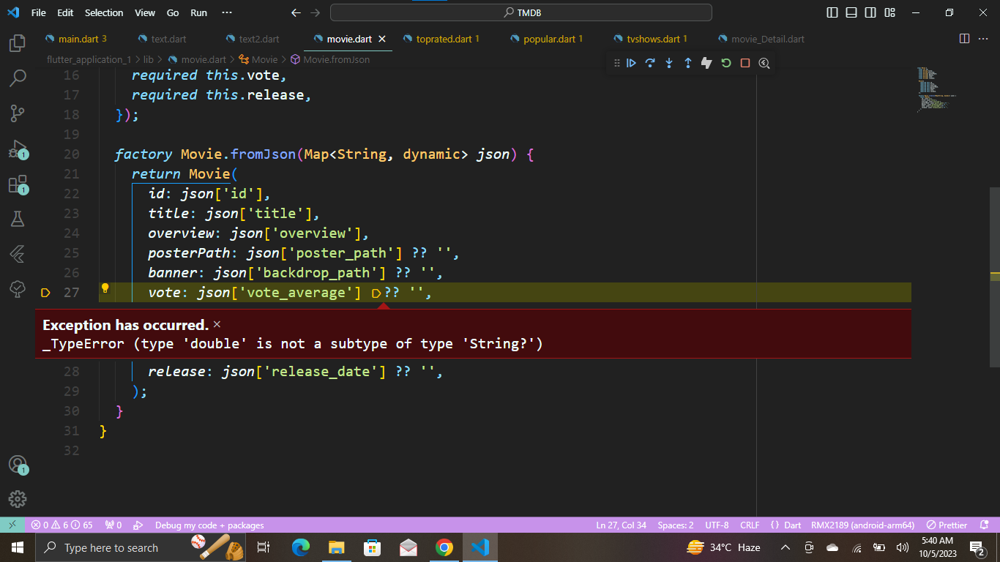 File Edit Selection View Go Run ··· TMDB
main.dart 3 text.dart text2.dart movie.dart toprated.dart 1 popular.dart 1 tvshows.dart 1 movie_Detail.dart
flutter_application_1 > lib > movie.dart > Movie > Movie.fromJson
16 required this.vote,
17 required this.release,
18 });
19
20 factory Movie.fromJson(Map<String, dynamic> json) {
21 return Movie(
22 id: json['id'],
23 title: json['title'],
24 overview: json['overview'],
25 posterPath: json['poster_path'] ?? '',
26 banner: json['backdrop_path'] ?? '',
27 vote: json['vote_average'] ?? '',
Exception has occurred. ×
_TypeError (type 'double' is not a subtype of type 'String?')
28 release: json['release_date'] ?? '',
29 );
30 }
31 }
32
1
1
1
0 6 65 0 Debug my code + packages Ln 27, Col 34 Spaces: 2 UTF-8 CRLF {} Dart RMX2189 (android-arm64) Prettier
Type here to search 34°C Haze 5:40 AM
10/5/2023 2